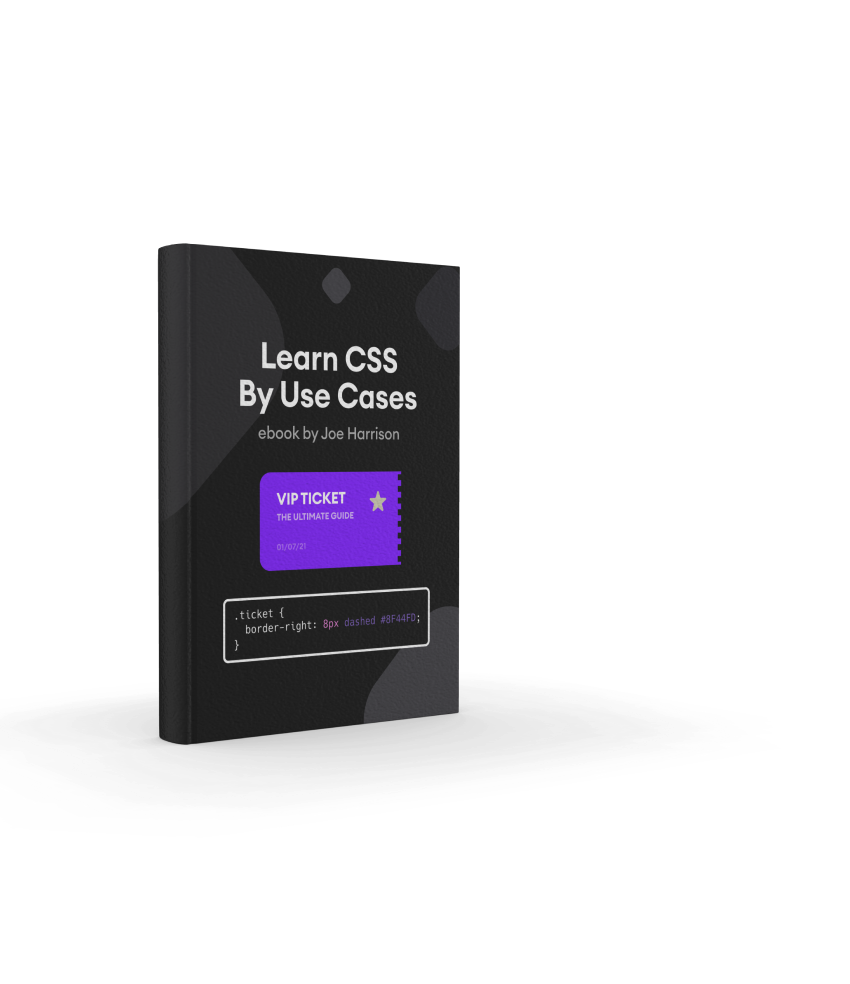 Learn CSS
By Use Cases
ebook by Joe Harrison
VIP TICKET
THE ULTIMATE GUIDE
01/07/21
.ticket {
border-right: 8px dashed #8F44FD;
}